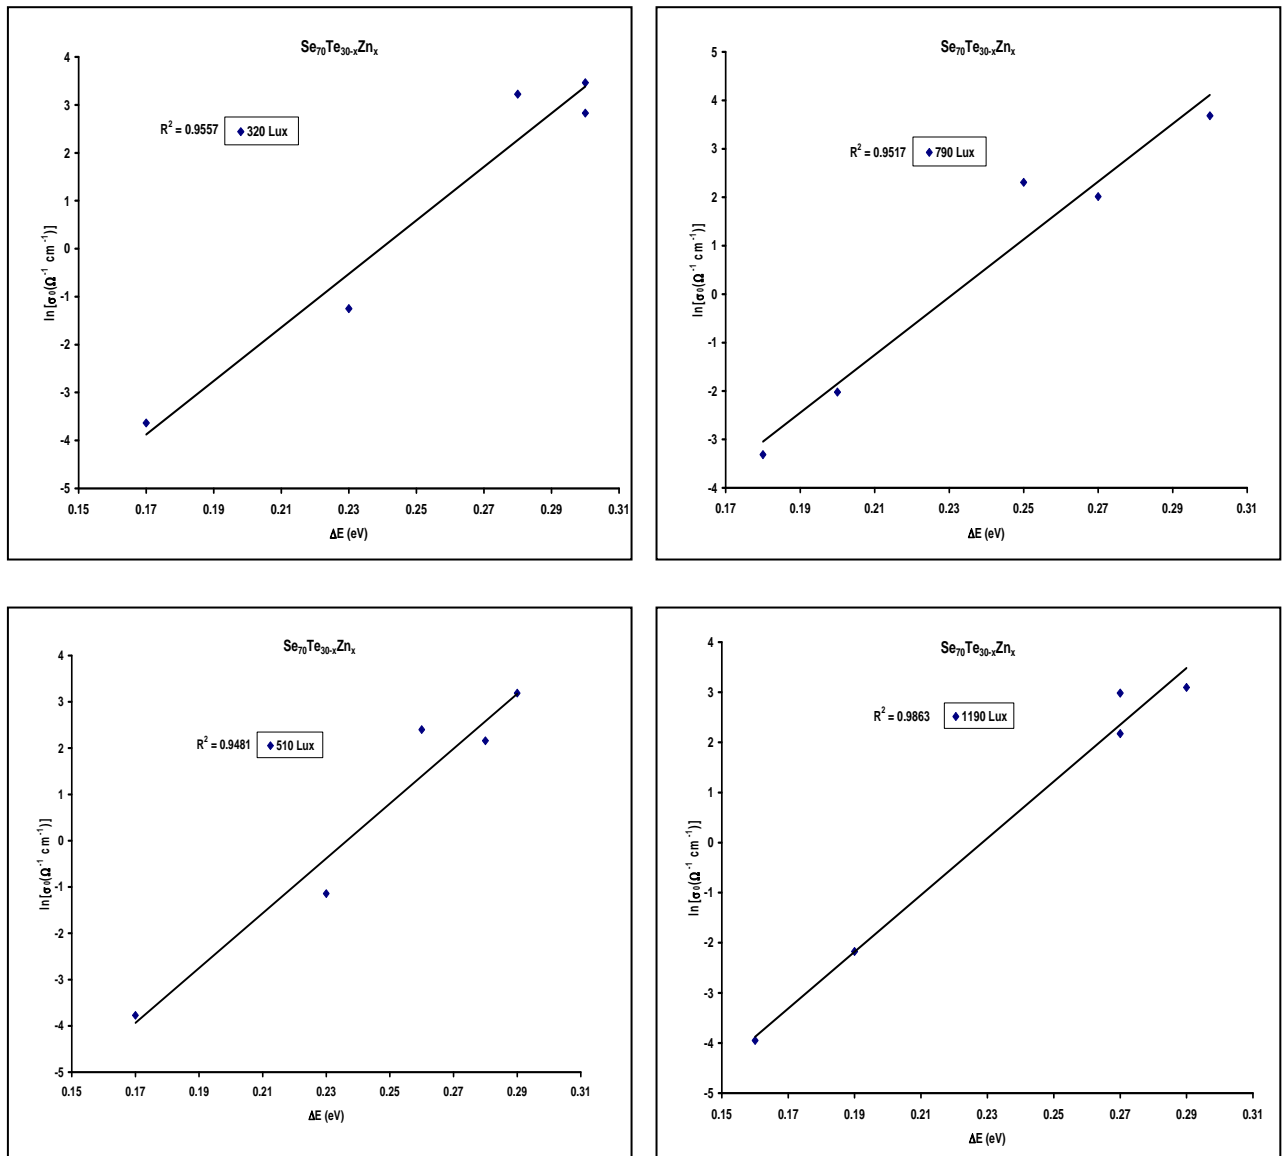 Se₇₀Te₃₀₋ₓZnₓ
4
3
2
1
0
-1
-2
-3
-4
-5
R² = 0.9557
320 Lux
ln [σ₀(Ω⁻¹ cm⁻¹)]
0.15 0.17 0.19 0.21 0.23 0.25 0.27 0.29 0.31
ΔE (eV)
Se₇₀Te₃₀₋ₓZnₓ
5
4
3
2
1
0
-1
-2
-3
-4
R² = 0.9517
790 Lux
ln [σ₀(Ω⁻¹ cm⁻¹)]
0.17 0.19 0.21 0.23 0.25 0.27 0.29 0.31
ΔE (eV)
Se₇₀Te₃₀₋ₓZnₓ
4
3
2
1
0
-1
-2
-3
-4
-5
R² = 0.9481
510 Lux
ln [σ₀(Ω⁻¹ cm⁻¹)]
0.15 0.17 0.19 0.21 0.23 0.25 0.27 0.29 0.31
ΔE (eV)
Se₇₀Te₃₀₋ₓZnₓ
4
3
2
1
0
-1
-2
-3
-4
-5
R² = 0.9863
1190 Lux
ln [σ₀(Ω⁻¹ cm⁻¹)]
0.15 0.17 0.19 0.21 0.23 0.25 0.27 0.29 0.31
ΔE (eV)